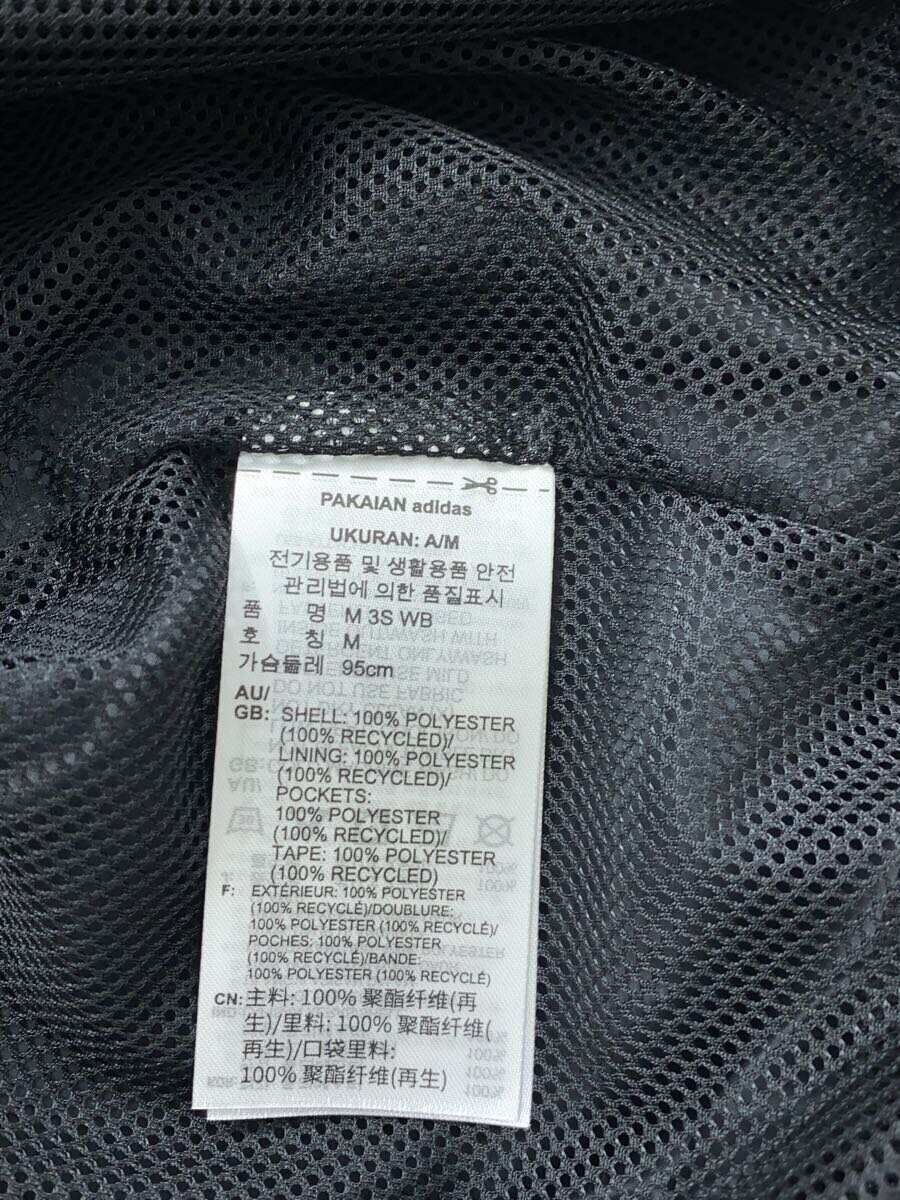 PAKAIAN adidas
UKURAN: A/M
전기용품 및 생활용품 안전
관리법에 의한 품질표시
품 명 M 3S WB
호 칭 M
가슴둘레 95cm
AU/
GB: SHELL: 100% POLYESTER
(100% RECYCLED)/
LINING: 100% POLYESTER
(100% RECYCLED)/
POCKETS:
100% POLYESTER
(100% RECYCLED)/
TAPE: 100% POLYESTER
(100% RECYCLED)
F: EXTÉRIEUR: 100% POLYESTER
(100% RECYCLÉ)/DOUBLURE:
100% POLYESTER (100% RECYCLÉ)/
POCHES: 100% POLYESTER
(100% RECYCLÉ)/BANDE:
100% POLYESTER (100% RECYCLÉ)
CN: 主料: 100% 聚酯纤维(再
生)/里料: 100% 聚酯纤维(
再生)/口袋里料:
100% 聚酯纤维(再生)